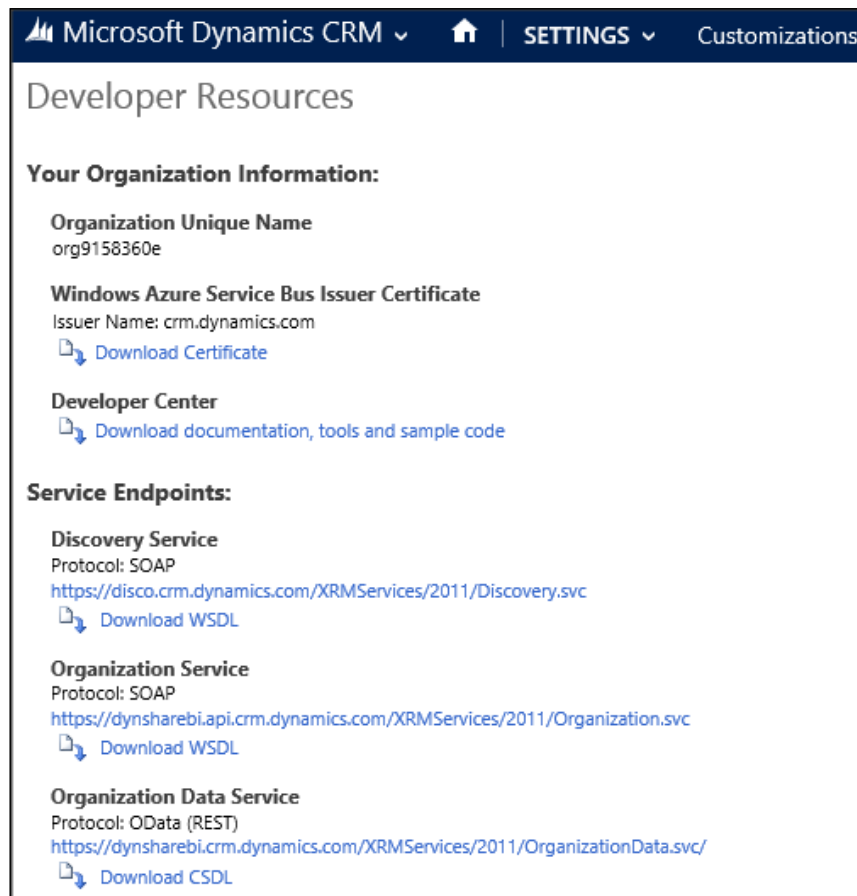 Microsoft Dynamics CRM SETTINGS Customizations
Developer Resources
Your Organization Information:
Organization Unique Name
org9158360e
Windows Azure Service Bus Issuer Certificate
Issuer Name: crm.dynamics.com
Download Certificate
Developer Center
Download documentation, tools and sample code
Service Endpoints:
Discovery Service
Protocol: SOAP
https://disco.crm.dynamics.com/XRMServices/2011/Discovery.svc
Download WSDL
Organization Service
Protocol: SOAP
https://dynsharebi.api.crm.dynamics.com/XRMServices/2011/Organization.svc
Download WSDL
Organization Data Service
Protocol: OData (REST)
https://dynsharebi.crm.dynamics.com/XRMServices/2011/OrganizationData.svc/
Download CSDL